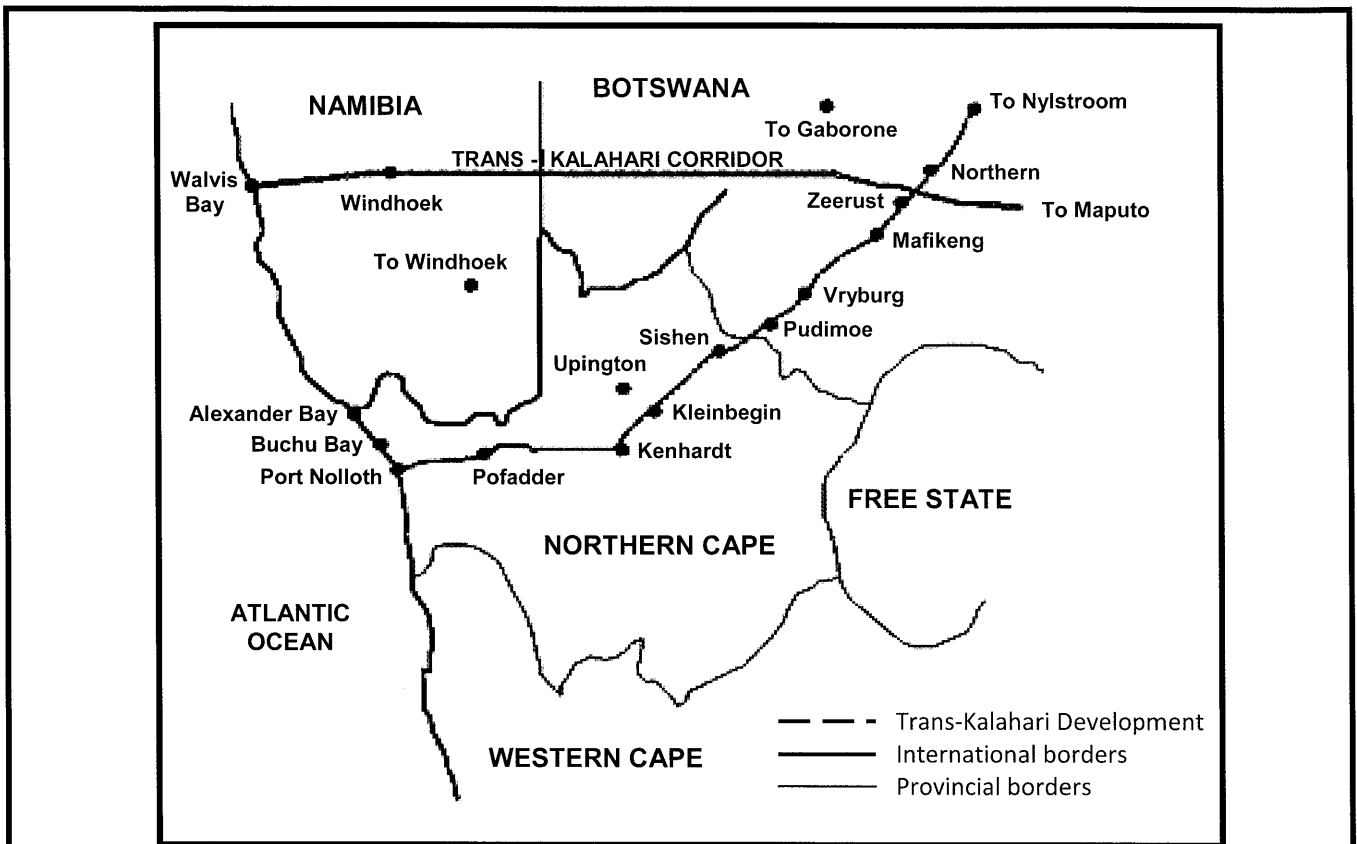 BOTSWANA
NAMIBIA
To Nylstroom
To Gaborone
TRANS - KALAHARI CORRIDOR
Northern
Walvis
Bay
Windhoek
Zeerust
To Maputo
Mafikeng
To Windhoek
Vryburg
Pudimoe
Sishen
Upington
Alexander Bay
Kleinbegin
Buchu Bay
Kenhardt
Port Nolloth
Pofadder
FREE STATE
NORTHERN CAPE
ATLANTIC
OCEAN
Trans-Kalahari Development
International borders
WESTERN CAPE
Provincial borders